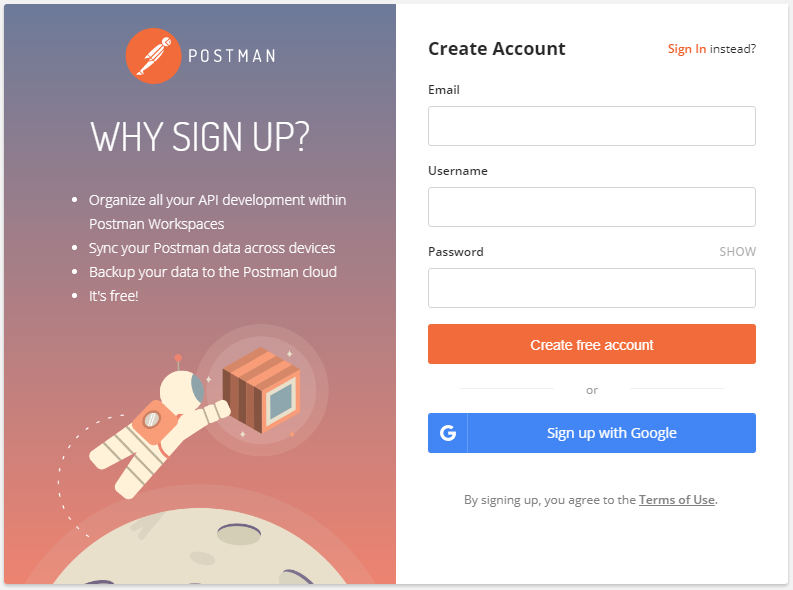 POSTMAN
WHY SIGN UP?
Organize all your API development within
Postman Workspaces
Sync your Postman data across devices
Backup your data to the Postman cloud
It's free!
Create Account
Sign In instead?
Email
Username
Password
SHOW
Create free account
or
G
Sign up with Google
By signing up, you agree to the Terms of Use.